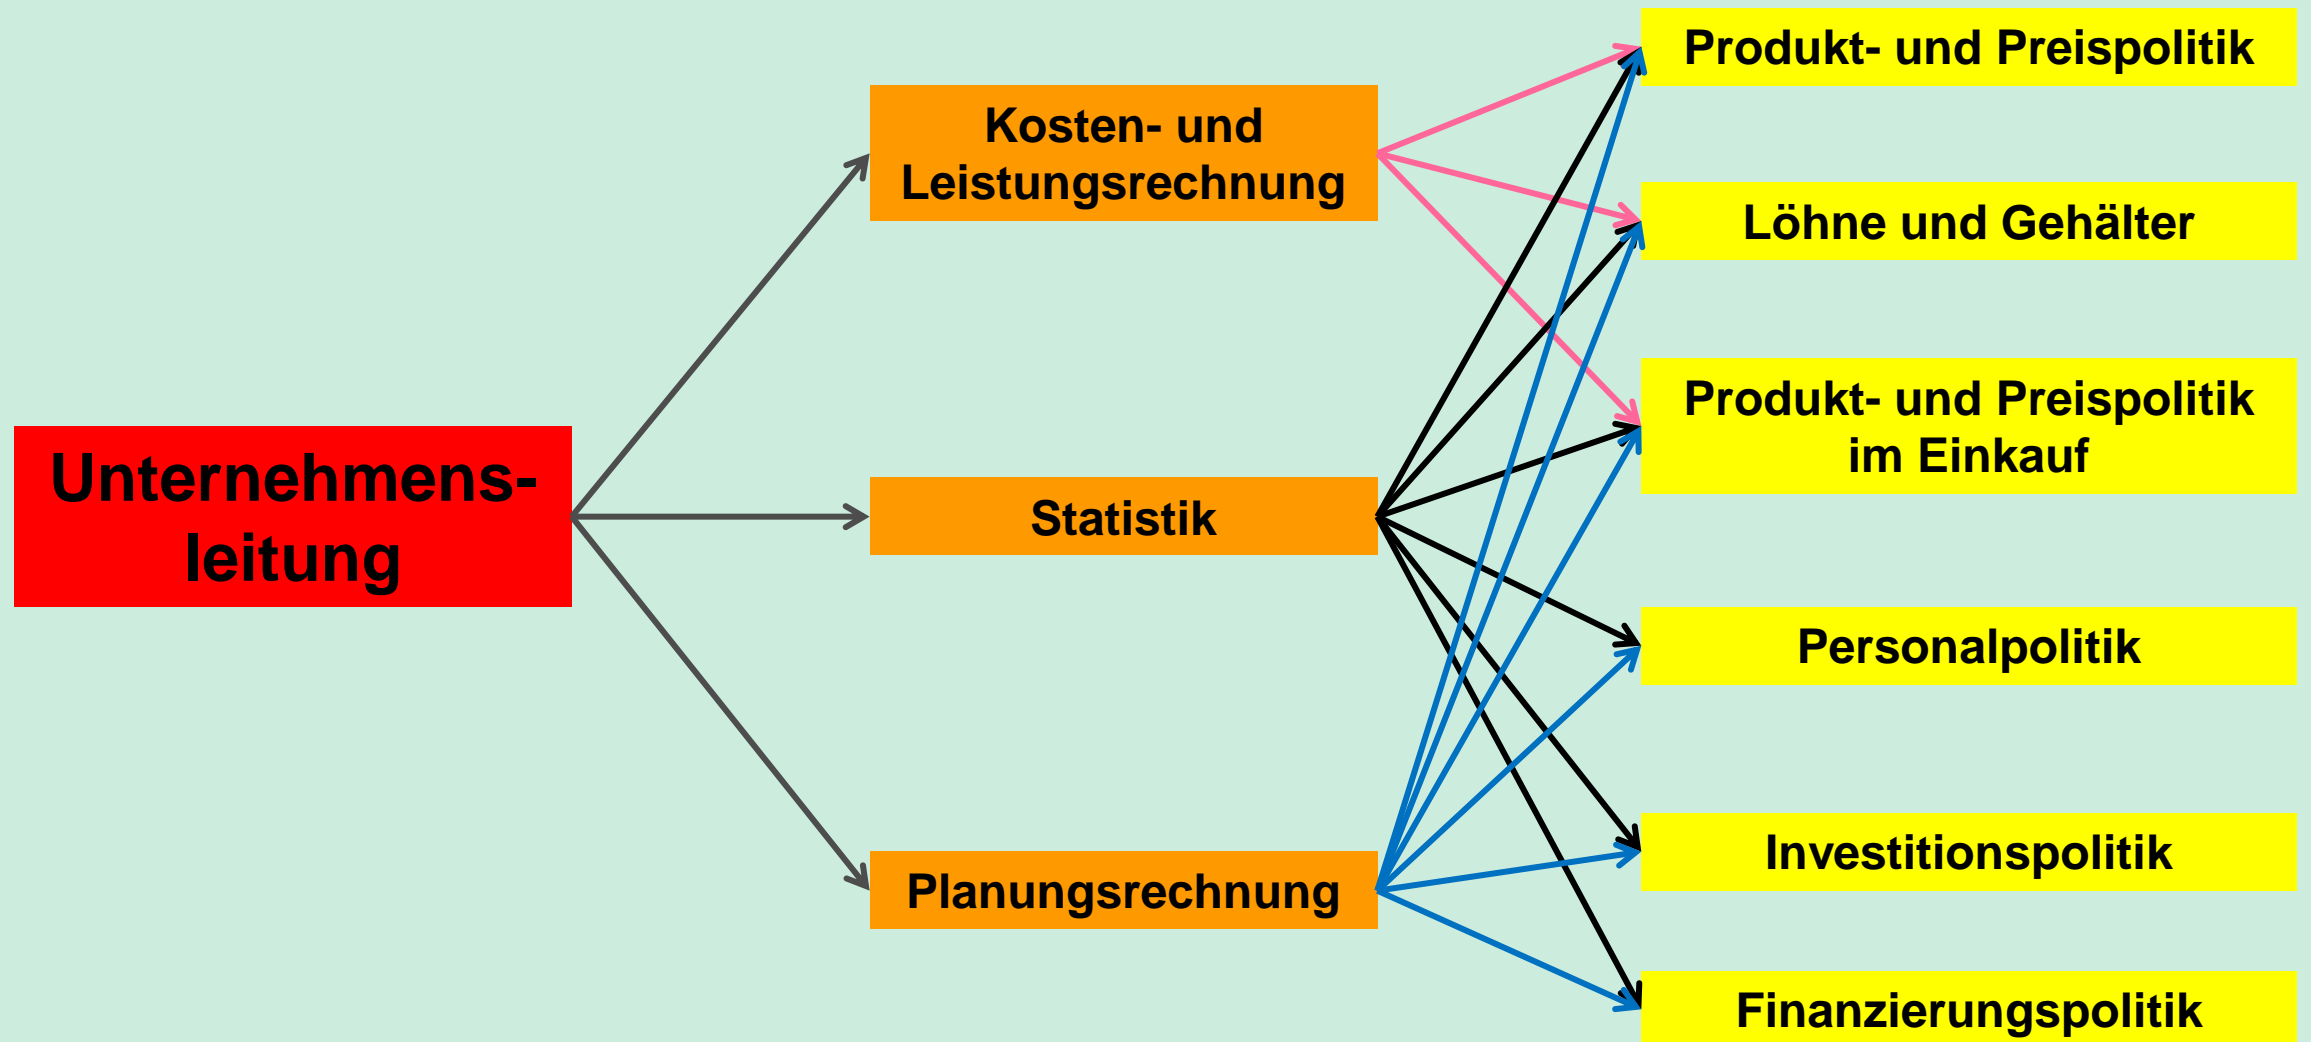 Unternehmens-
leitung
Kosten- und
Leistungsrechnung
Statistik
Planungsrechnung
Produkt- und Preispolitik
Löhne und Gehälter
Produkt- und Preispolitik
im Einkauf
Personalpolitik
Investitionspolitik
Finanzierungspolitik